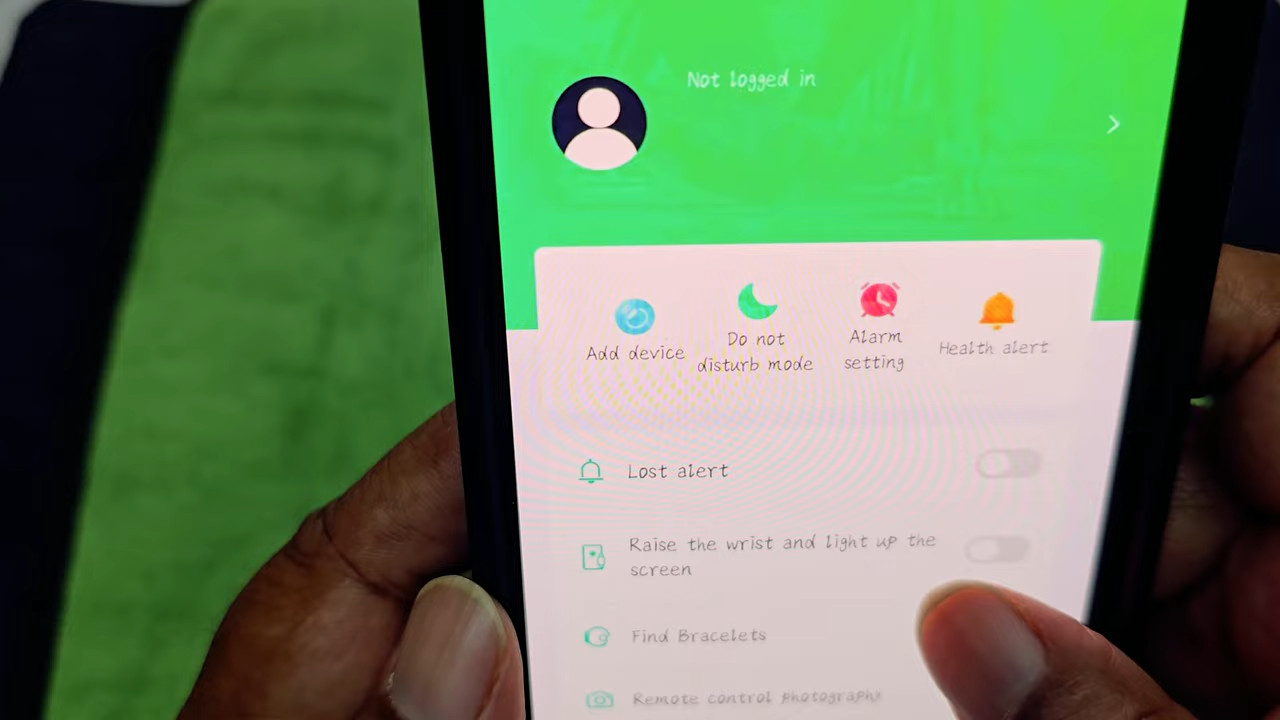 Not logged in
Add device
Do not
disturb mode
Alarm
setting
Health alert
Lost alert
Raise the wrist and light up the
screen
Find Bracelets
Remote control photography